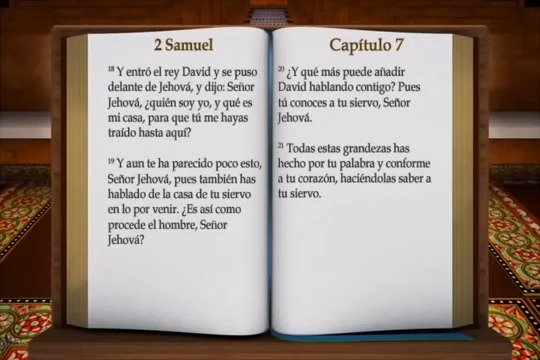 2 Samuel
18 Y entró el rey David y se puso
delante de Jehová, y dijo: Señor
Jehová, ¿quién soy yo, y qué es
mi casa, para que tú me hayas
traído hasta aquí?
19 Y aun te ha parecido poco esto,
Señor Jehová, pues también has
hablado de la casa de tu siervo
en lo por venir. ¿Es así como
procede el hombre, Señor
Jehová?
Capítulo 7
20 ¿Y qué más puede añadir
David hablando contigo? Pues
tú conoces a tu siervo, Señor
Jehová.
21 Todas estas grandezas has
hecho por tu palabra y conforme
a tu corazón, haciéndolas saber a
tu siervo.